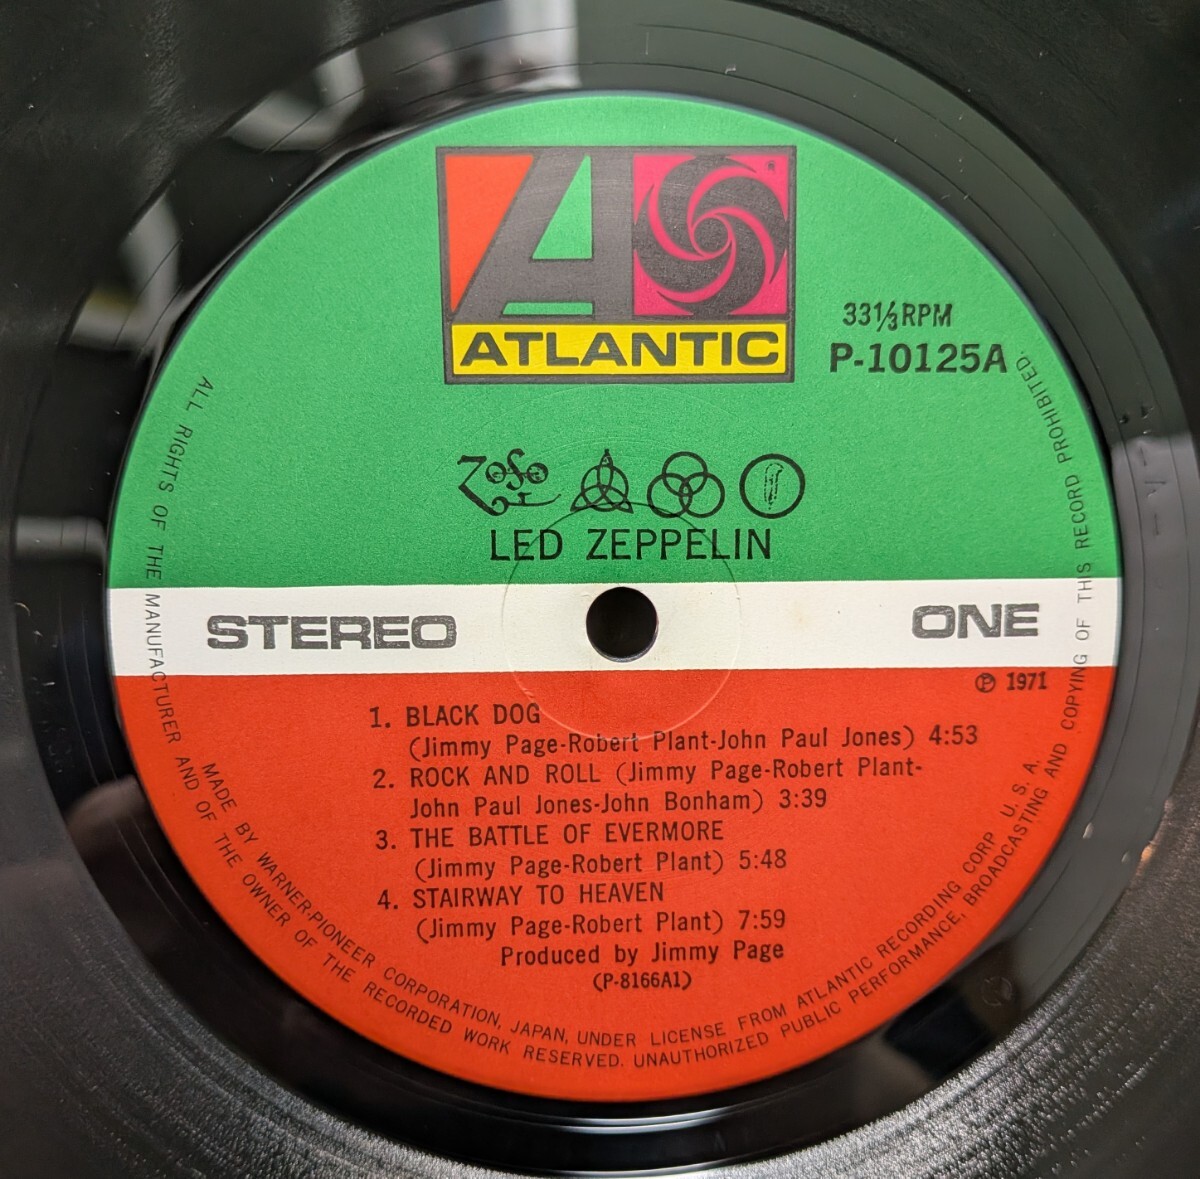 ATLANTIC
®
33⅓RPM
P-10125A
LED ZEPPELIN
STEREO
ONE
℗ 1971
1. BLACK DOG
(Jimmy Page-Robert Plant-John Paul Jones) 4:53
2. ROCK AND ROLL (Jimmy Page-Robert Plant-
John Paul Jones-John Bonham) 3:39
3. THE BATTLE OF EVERMORE
(Jimmy Page-Robert Plant) 5:48
4. STAIRWAY TO HEAVEN
(Jimmy Page-Robert Plant) 7:59
Produced by Jimmy Page
(P-8166A1)
MADE BY WARNER-PIONEER CORPORATION, JAPAN, UNDER LICENSE FROM ATLANTIC RECORDING CORP. U. S. A.
ALL RIGHTS OF THE MANUFACTURER AND OF THE OWNER OF THE RECORDED WORK RESERVED. UNAUTHORIZED PUBLIC PERFORMANCE, BROADCASTING AND COPYING OF THIS RECORD PROHIBITED.